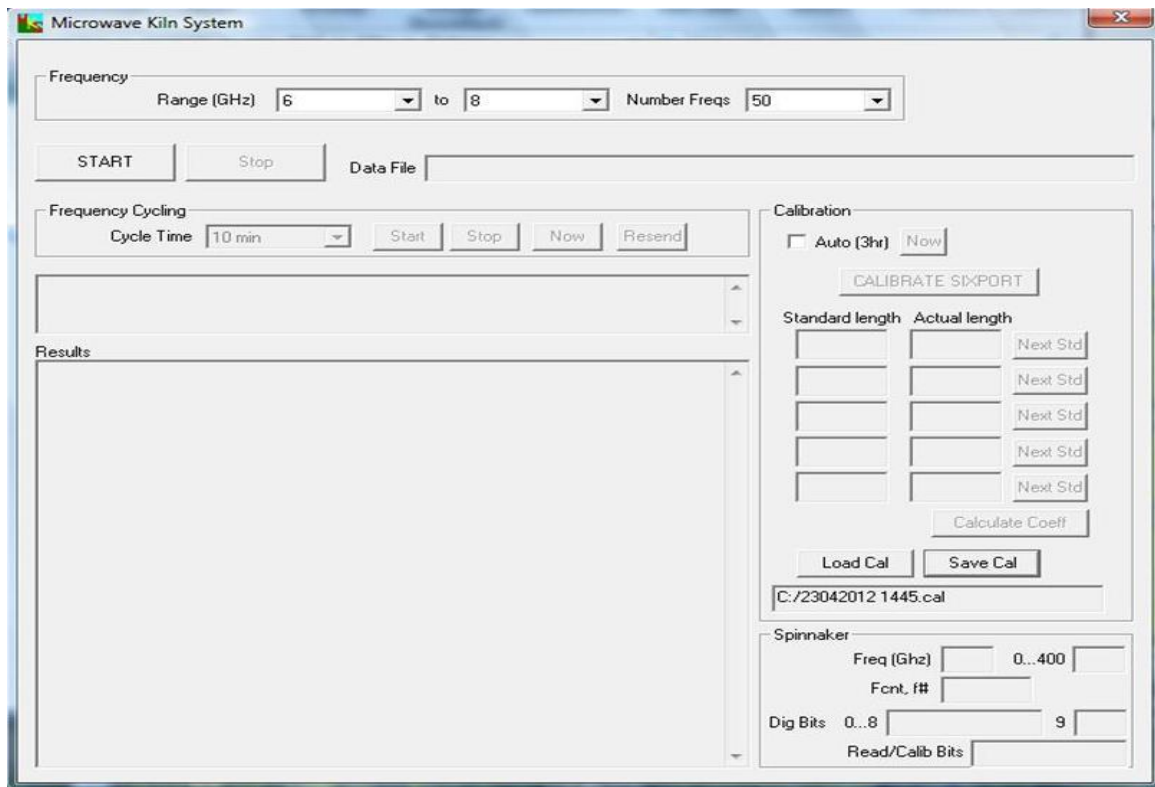 Microwave Kiln System
Frequency
Range (GHz) 6 to 8 Number Freqs 50
START Stop Data File
Frequency Cycling
Cycle Time 10 min Start Stop Now Resend
Results
Calibration
Auto (3hr) Now
CALIBRATE SIXPORT
Standard length Actual length
Next Std
Next Std
Next Std
Next Std
Next Std
Calculate Coeff
Load Cal Save Cal
C:/23042012 1445.cal
Spinnaker
Freq (Ghz) 0...400
Fcnt, f#
Dig Bits 0...8 9
Read/Calib Bits